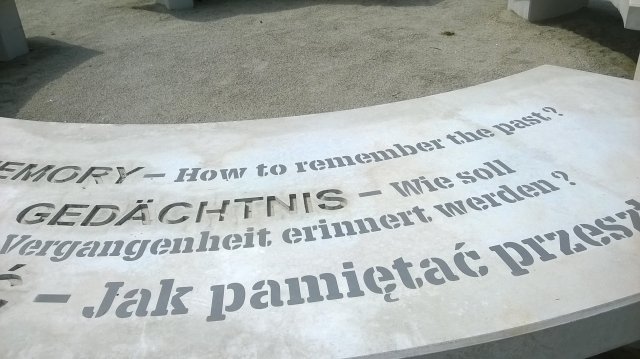 EMORY – How to remember the past?
GEDÄCHTNIS – Wie soll
Vergangenheit erinnert werden?
Ć – Jak pamiętać przesz